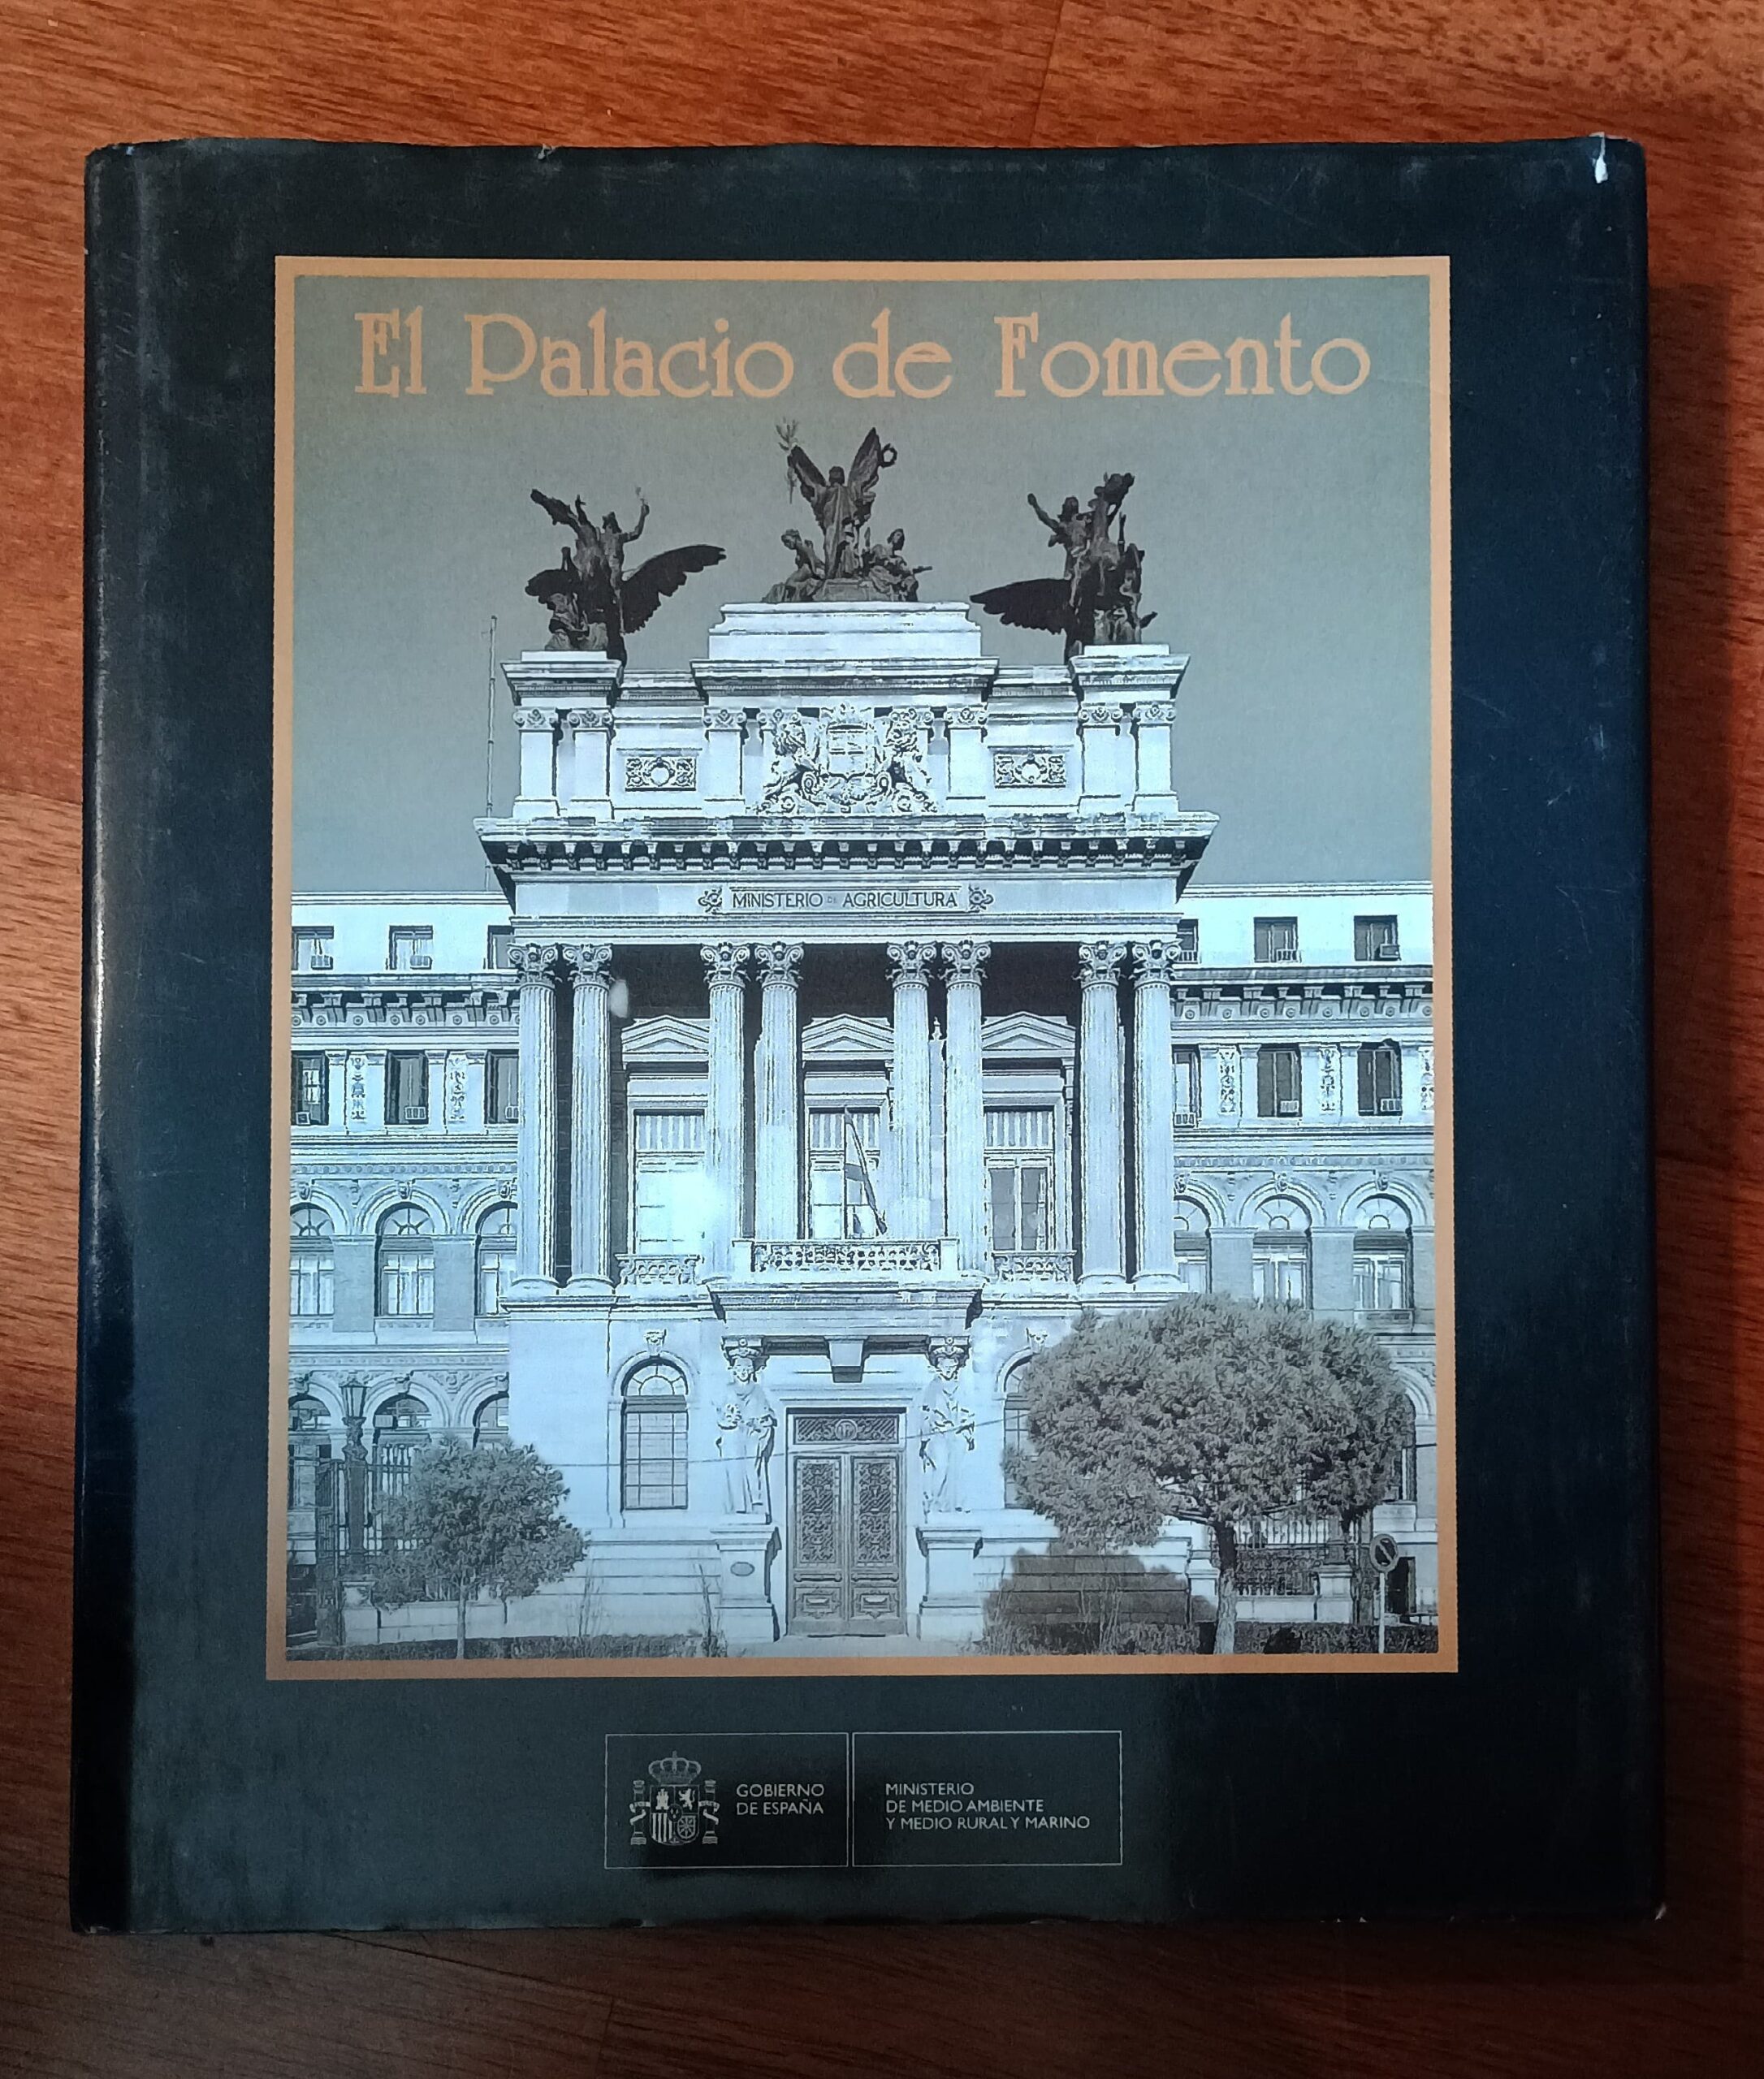 El Palacio de Fomento
MINISTERIO DE AGRICULTURA
GOBIERNO
DE ESPAÑA
MINISTERIO
DE MEDIO AMBIENTE
Y MEDIO RURAL Y MARINO